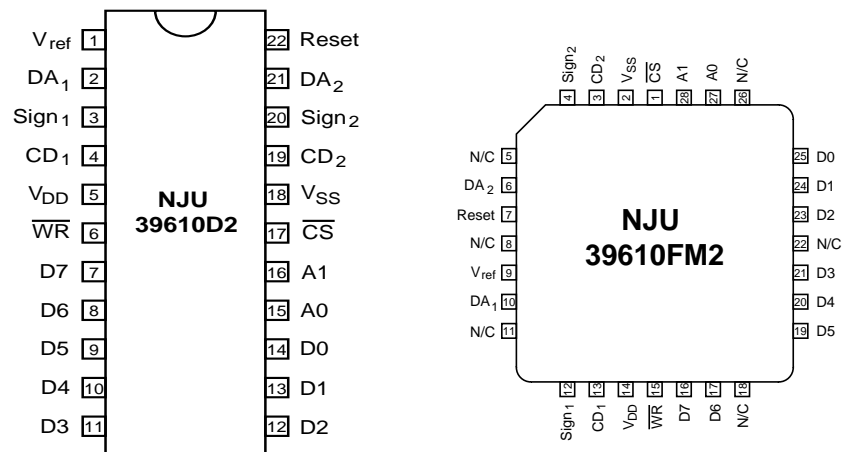 Vref 1 22 Reset
DA1 2 21 DA2
Sign1 3 20 Sign2
CD1 4 19 CD2
VDD 5 18 VSS
NJU
39610D2
W̅R̅ 6 17 C̅S̅
D7 7 16 A1
D6 8 15 A0
D5 9 14 D0
D4 10 13 D1
D3 11 12 D2
Sign2 CD2 VSS C̅S̅ A1 A0 N/C
4 3 2 1 28 27 26
N/C 5 25 D0
DA2 6 24 D1
Reset 7 23 D2
N/C 8 22 N/C
Vref 9 21 D3
DA1 10 20 D4
N/C 11 19 D5
NJU
39610FM2
12 13 14 15 16 17 18
Sign1 CD1 VDD W̅R̅ D7 D6 N/C